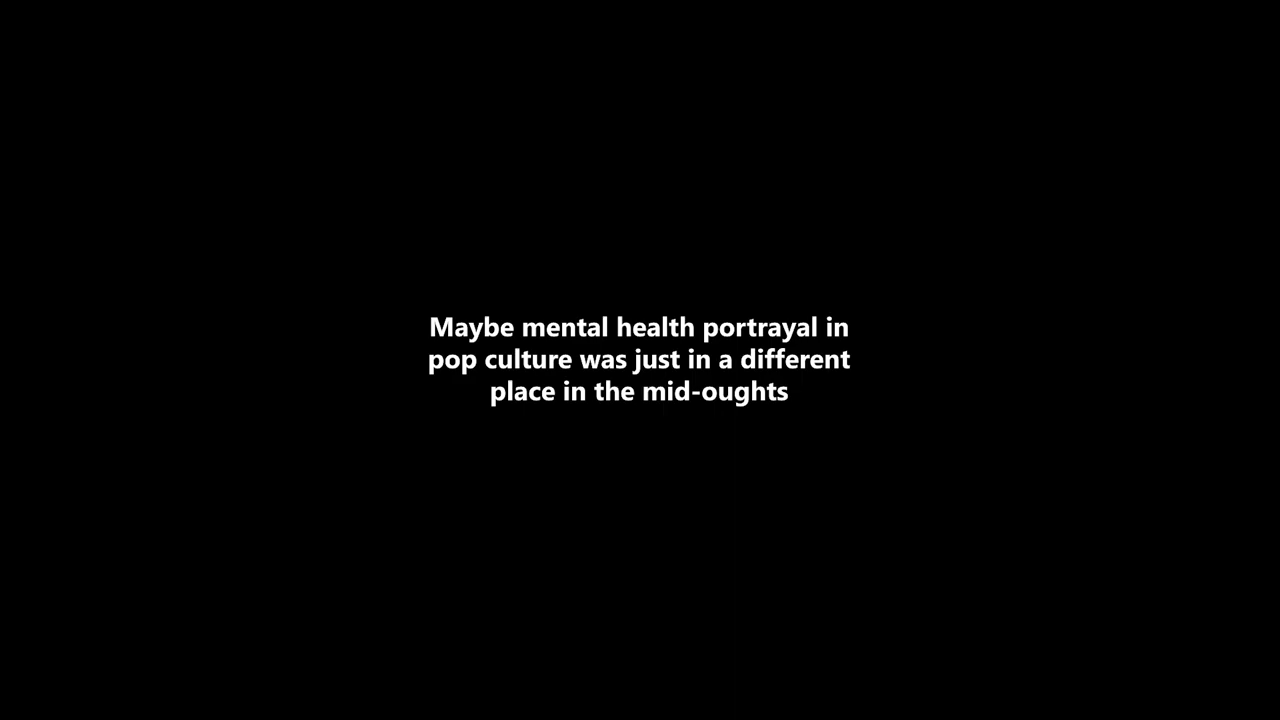 Maybe mental health portrayal in
pop culture was just in a different
place in the mid-oughts